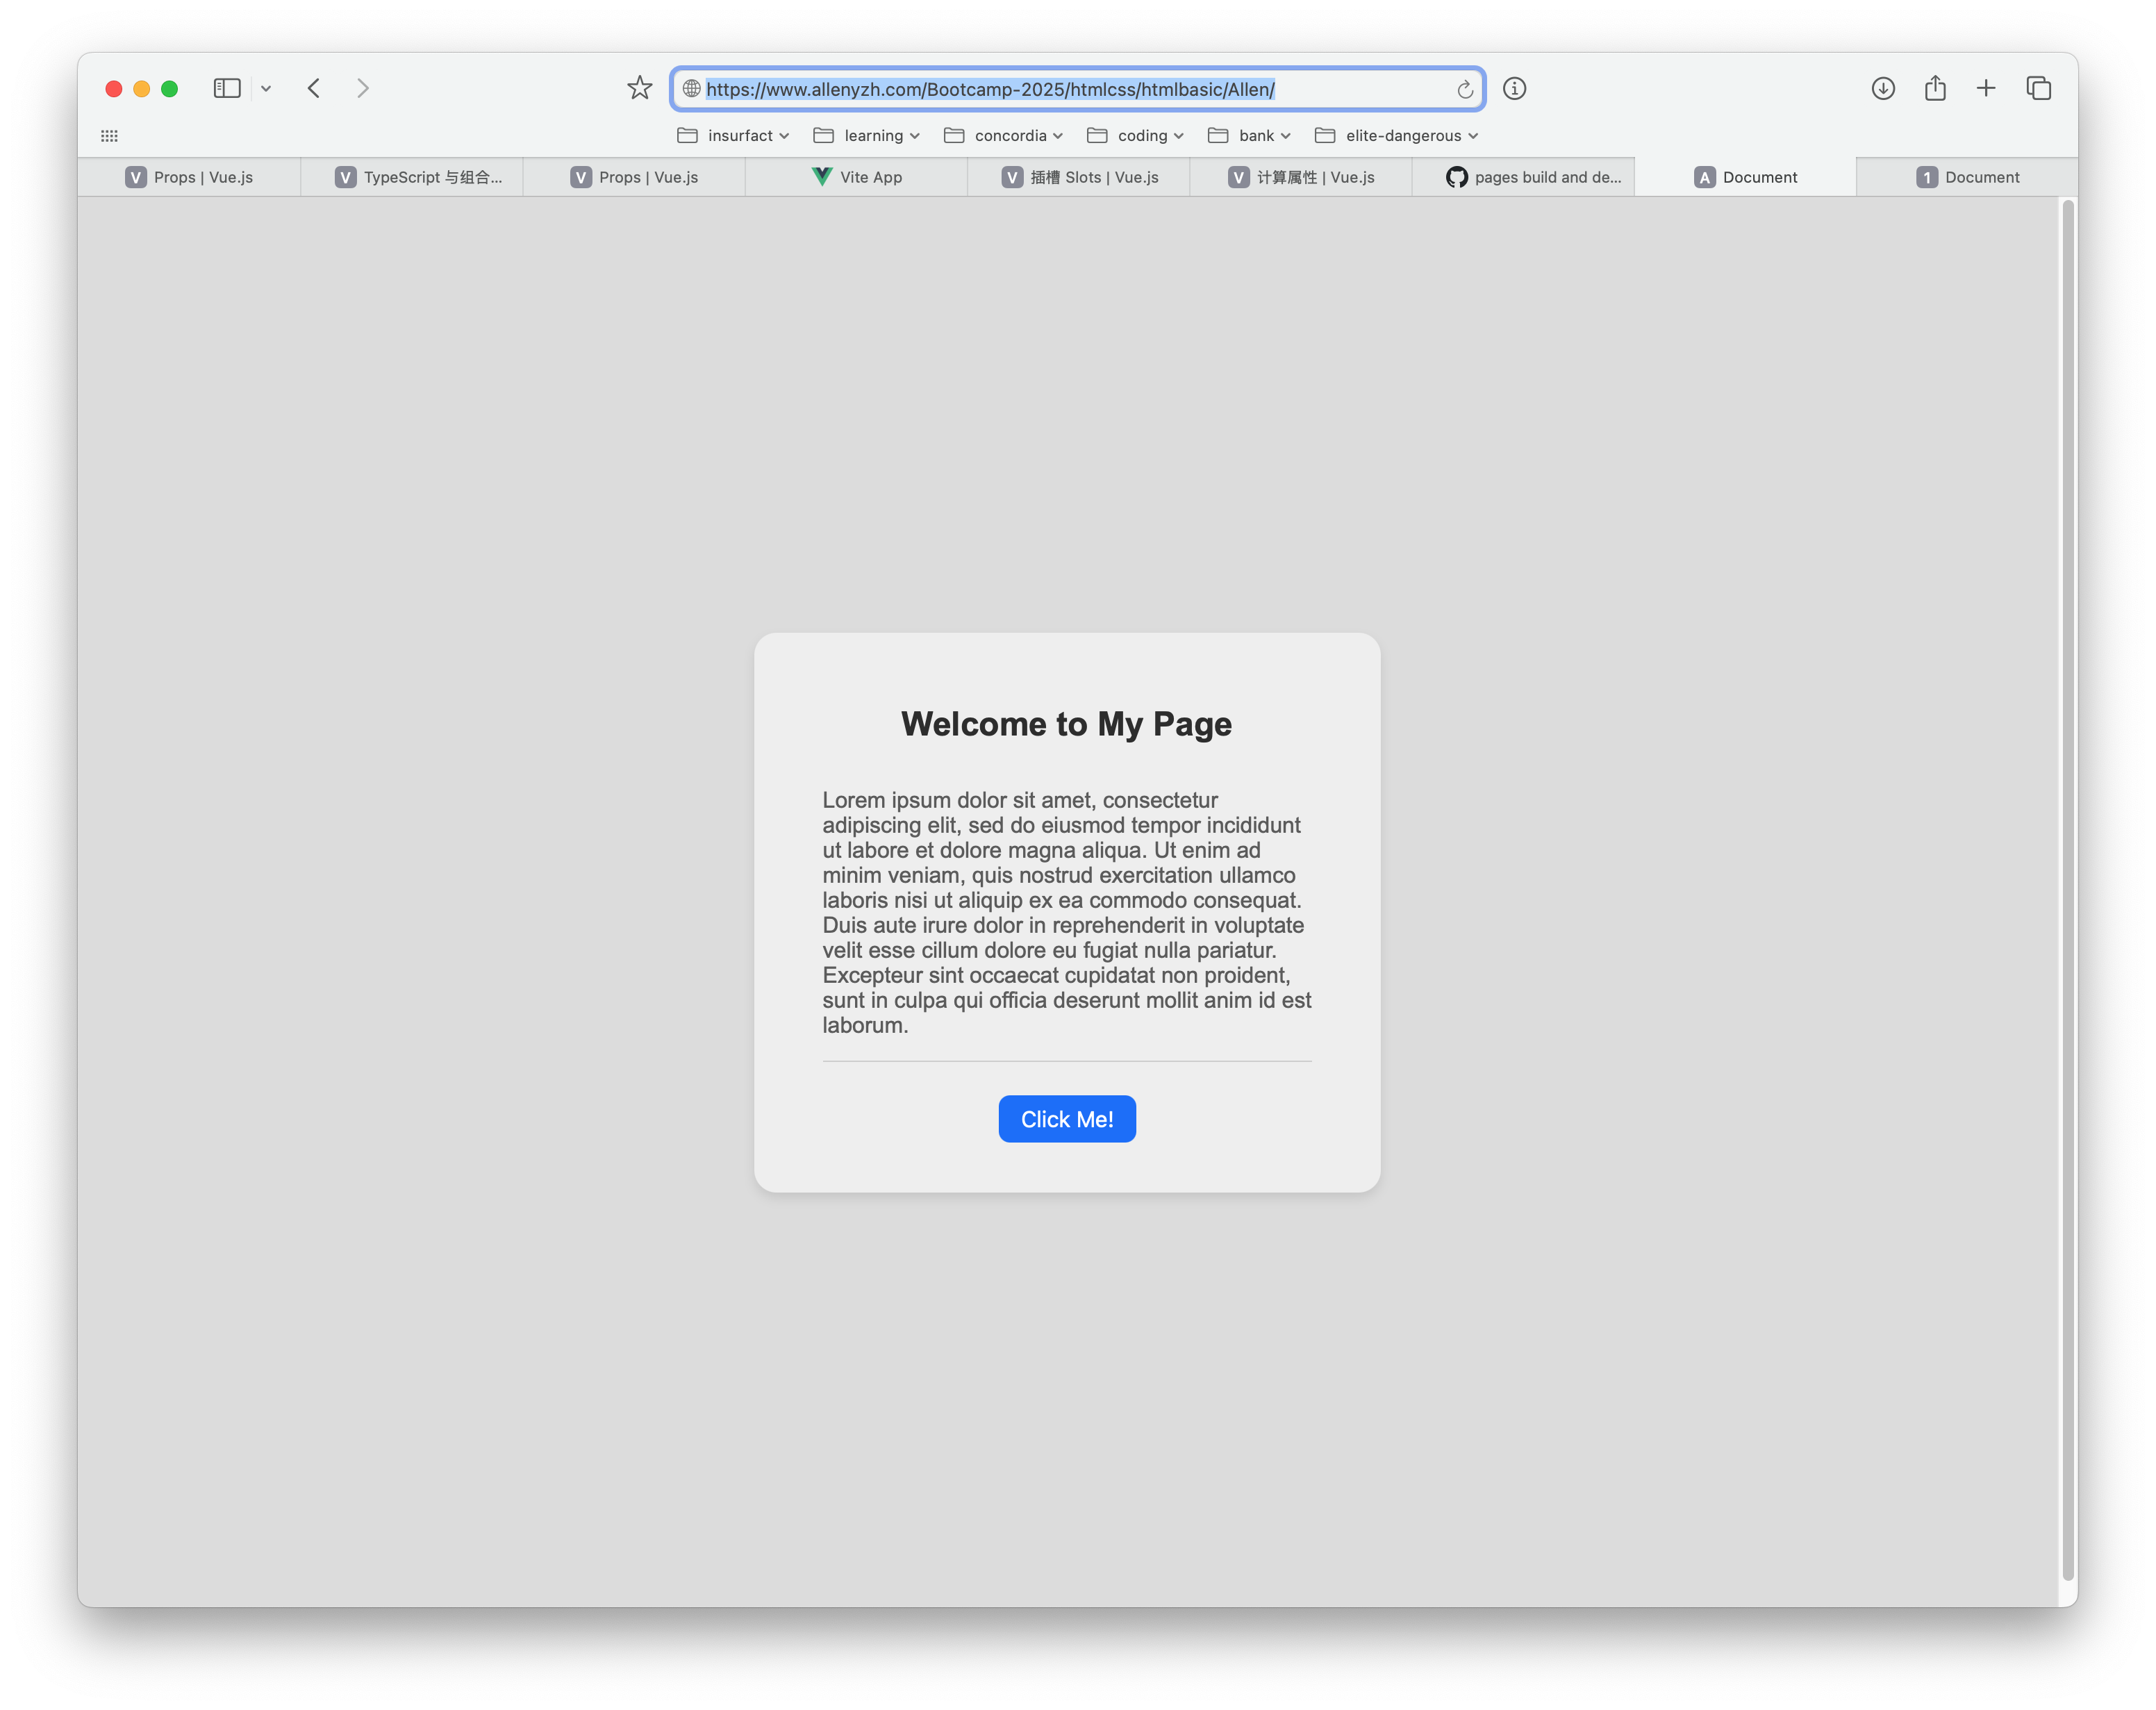 https://www.allenyzh.com/Bootcamp-2025/htmlcss/htmlbasic/Allen/
insurfact learning concordia coding bank elite-dangerous
V Props | Vue.js V TypeScript 与组合... V Props | Vue.js Vite App V 插槽 Slots | Vue.js V 计算属性 | Vue.js pages build and de... A Document 1 Document
Welcome to My Page
Lorem ipsum dolor sit amet, consectetur
adipiscing elit, sed do eiusmod tempor incididunt
ut labore et dolore magna aliqua. Ut enim ad
minim veniam, quis nostrud exercitation ullamco
laboris nisi ut aliquip ex ea commodo consequat.
Duis aute irure dolor in reprehenderit in voluptate
velit esse cillum dolore eu fugiat nulla pariatur.
Excepteur sint occaecat cupidatat non proident,
sunt in culpa qui officia deserunt mollit anim id est
laborum.
Click Me!